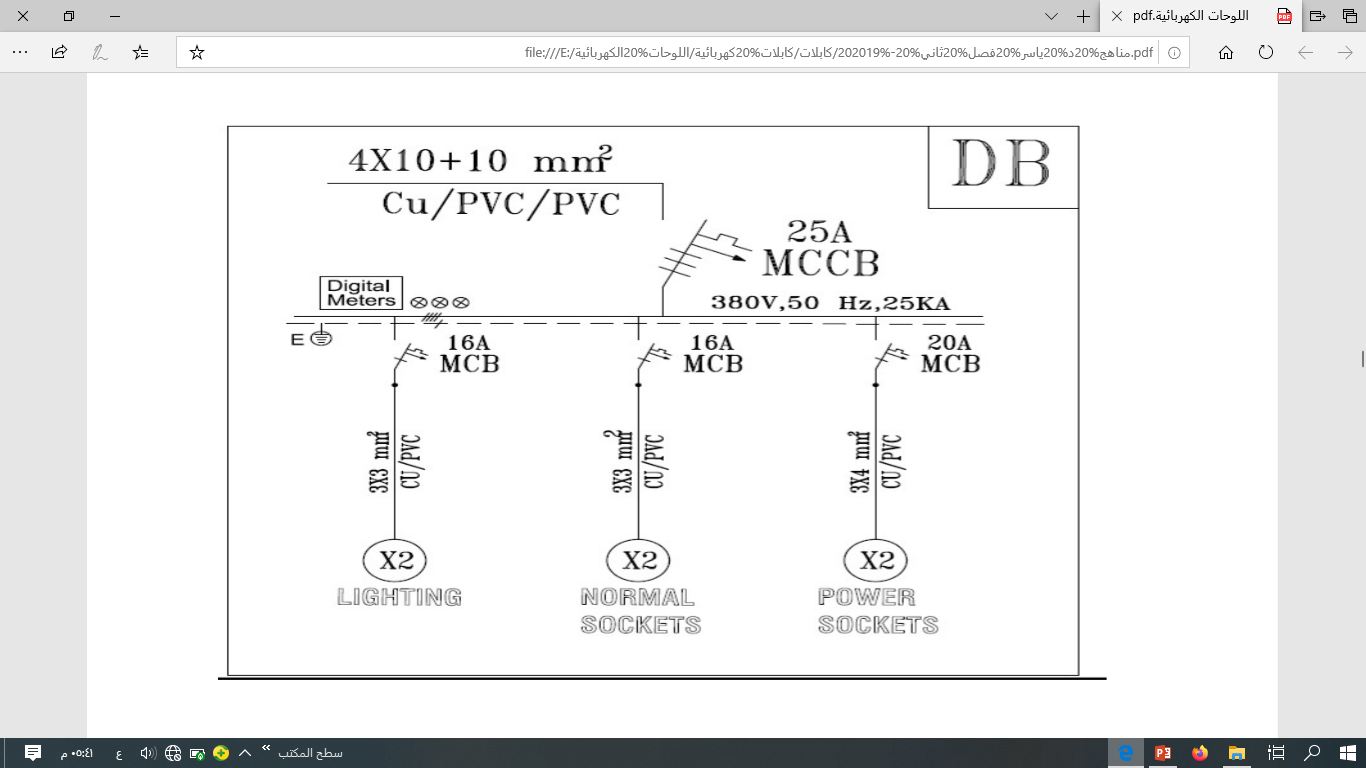 اللوحات الكهربائية.pdf
file:///E:/مناهج%20د%20ياسر%20فصل%20ثاني%20-%202019/كابلات/كابلات%20كهربائية/اللوحات%20الكهربائية.pdf
4X10+10 mm²
Cu/PVC/PVC
DB
25A
MCCB
Digital
Meters
380V,50 Hz,25KA
E
16A
MCB
16A
MCB
20A
MCB
3X3 mm²
CU/PVC
3X3 mm²
CU/PVC
3X4 mm²
CU/PVC
X2
X2
X2
LIGHTING
NORMAL
SOCKETS
POWER
SOCKETS
٠٥:٤١ م
ع
سطح المكتب